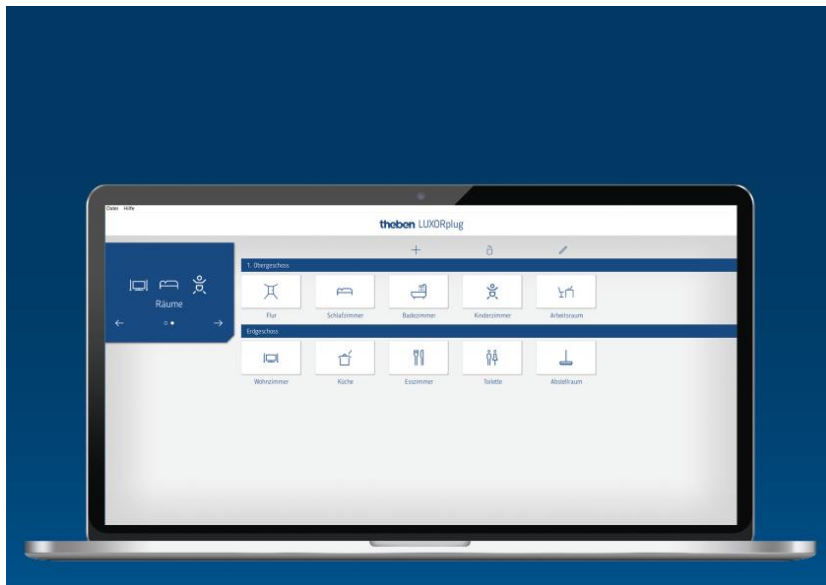 Datei Hilfe
theben LUXORplug
1. Obergeschoss
Räume
Flur Schlafzimmer Badezimmer Kinderzimmer Arbeitsraum
Erdgeschoss
Wohnzimmer Küche Esszimmer Toilette Abstellraum